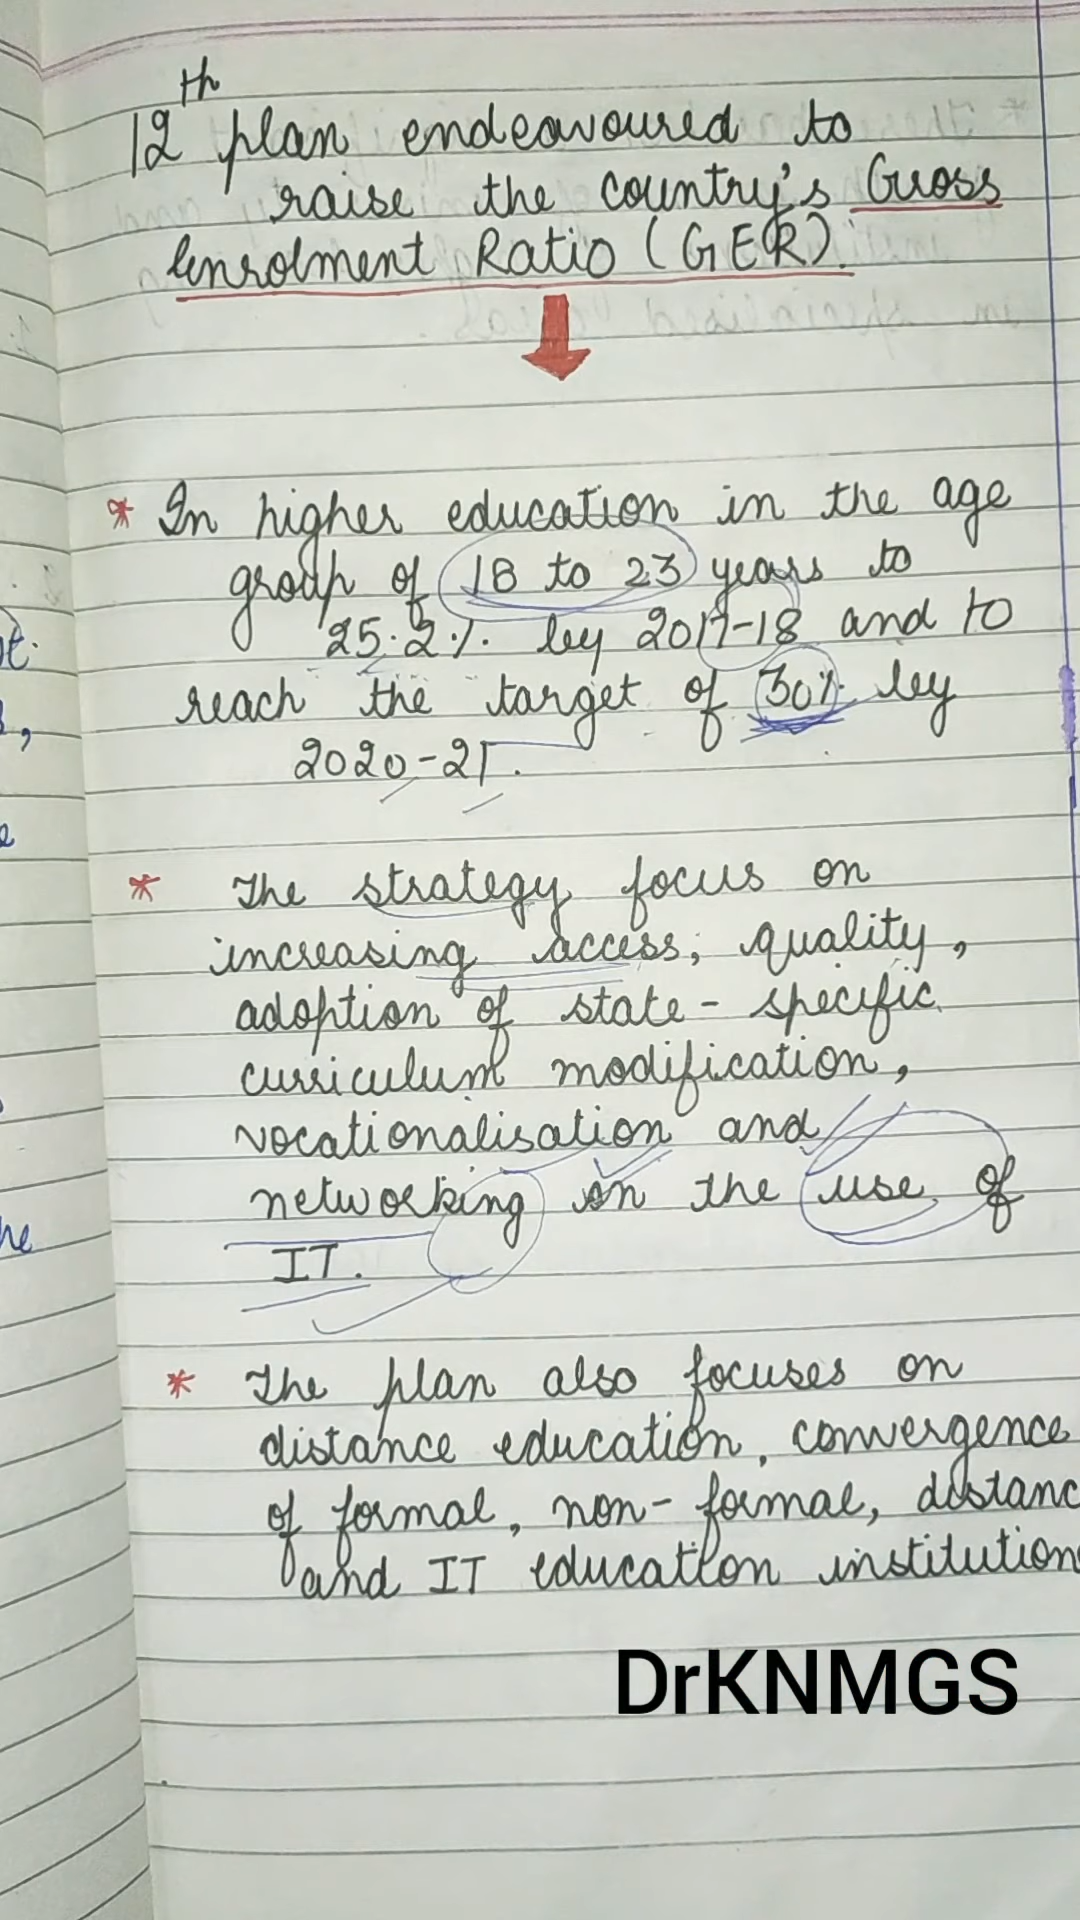 12th plan endeavoured to
raise the country's Gross
Enrolment Ratio (GER).
* In higher education in the age
group of 18 to 23 years to
25.2%. by 2017-18 and to
reach the target of 30% by
2020-21.
* The strategy focus on
increasing access, quality,
adoption of state-specific
curriculum modification,
vocationalisation and
networking on the use of
IT.
* The plan also focuses on
distance education, convergence
of formal, non-formal, distanc
and IT education institution
DrKNMGS